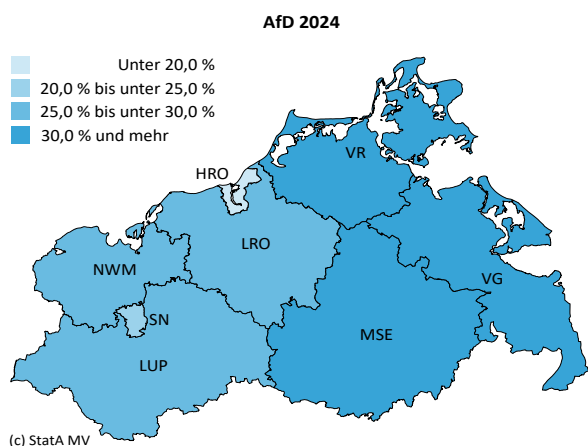 AfD 2024
Unter 20,0 %
20,0 % bis unter 25,0 %
25,0 % bis unter 30,0 %
30,0 % und mehr
VR
HRO
LRO
NWM
VG
SN
MSE
LUP
(c) StatA MV